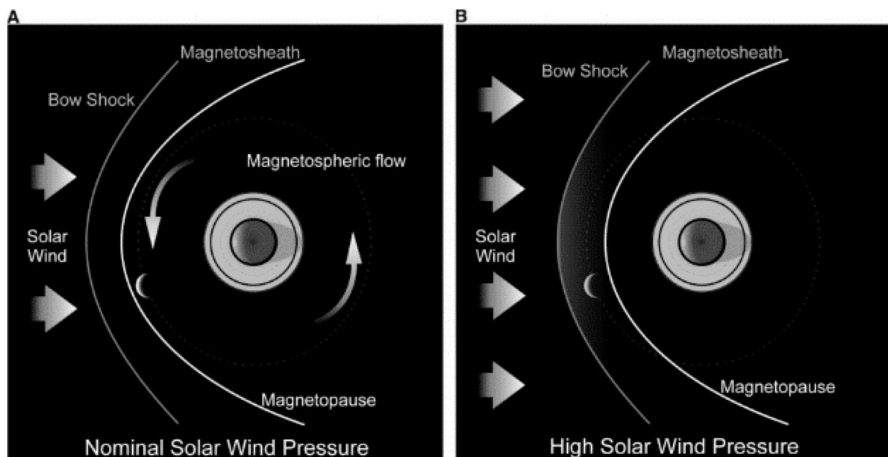 A
Magnetosheath
Bow Shock
Magnetospheric flow
Solar
Wind
Magnetopause
Nominal Solar Wind Pressure
B
Magnetosheath
Bow Shock
Solar
Wind
Magnetopause
High Solar Wind Pressure